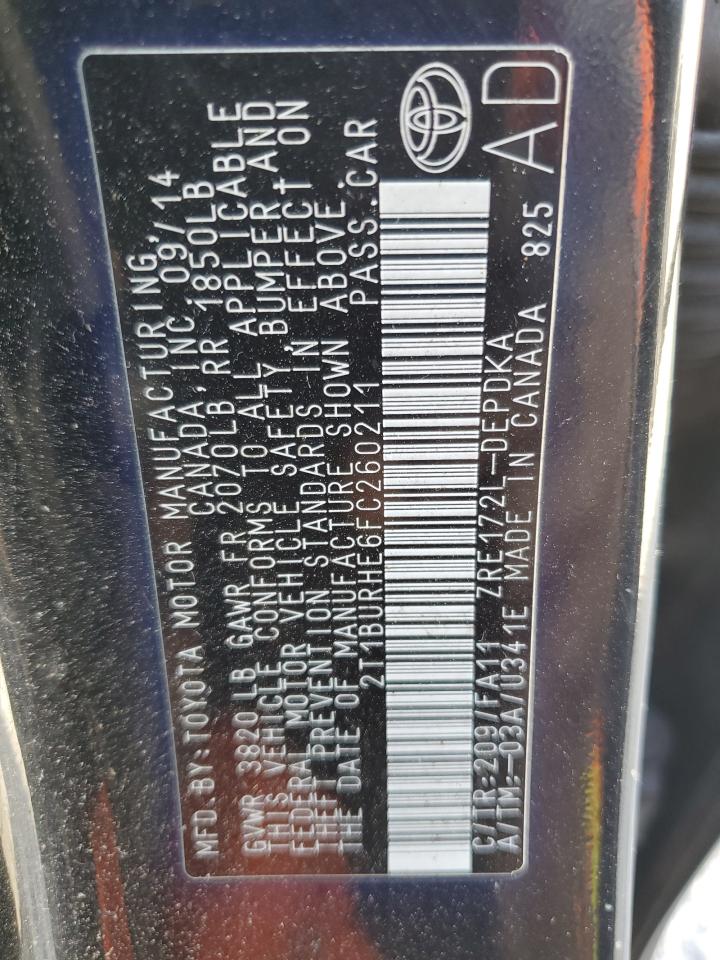 MFD. BY: TOYOTA MOTOR MANUFACTURING,
CANADA, INC. 09/14
GVWR 3820 LB GAWR FR 2070LB RR 1850LB
THIS VEHICLE CONFORMS TO ALL APPLICABLE
FEDERAL MOTOR VEHICLE SAFETY, BUMPER AND
THEFT PREVENTION STANDARDS IN EFFECT ON
THE DATE OF MANUFACTURE SHOWN ABOVE.
2T1BURHE6FC260211 PASS.CAR
C/TR:209/FA11 ZRE172L-DEPDKA
A/TM:-03A/U341E MADE IN CANADA 825
AD